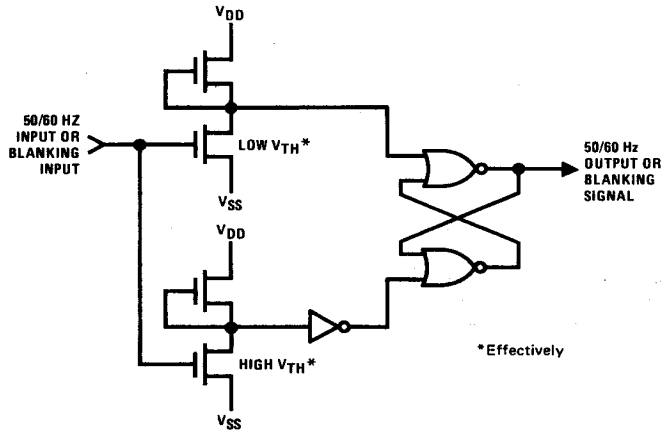 VDD
50/60 HZ
INPUT OR
BLANKING
INPUT
LOW VTH*
VSS
50/60 Hz
OUTPUT OR
BLANKING
SIGNAL
VDD
*Effectively
HIGH VTH*
VSS